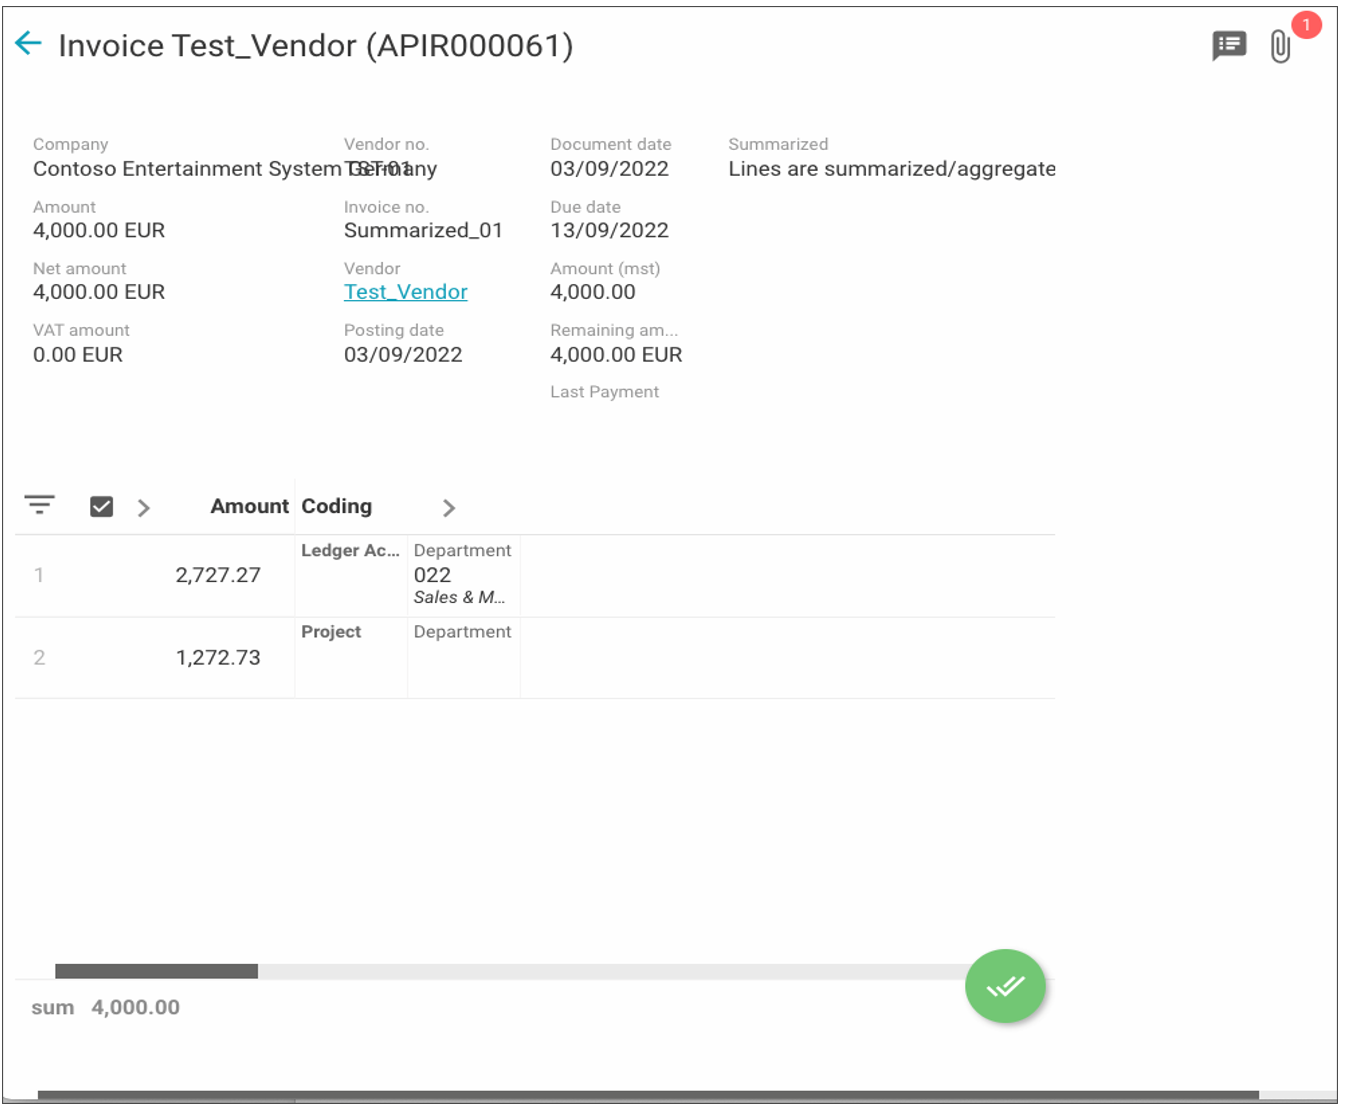 Invoice Test_Vendor (APIR000061)
1
Company
Contoso Entertainment System Germany
Vendor no.
TST-01
Document date
03/09/2022
Summarized
Lines are summarized/aggregate
Amount
4,000.00 EUR
Invoice no.
Summarized_01
Due date
13/09/2022
Net amount
4,000.00 EUR
Vendor
Test_Vendor
Amount (mst)
4,000.00
VAT amount
0.00 EUR
Posting date
03/09/2022
Remaining am...
4,000.00 EUR
Last Payment
Amount Coding
1 2,727.27
Ledger Ac...
Department
022
Sales & M...
2 1,272.73
Project
Department
sum 4,000.00